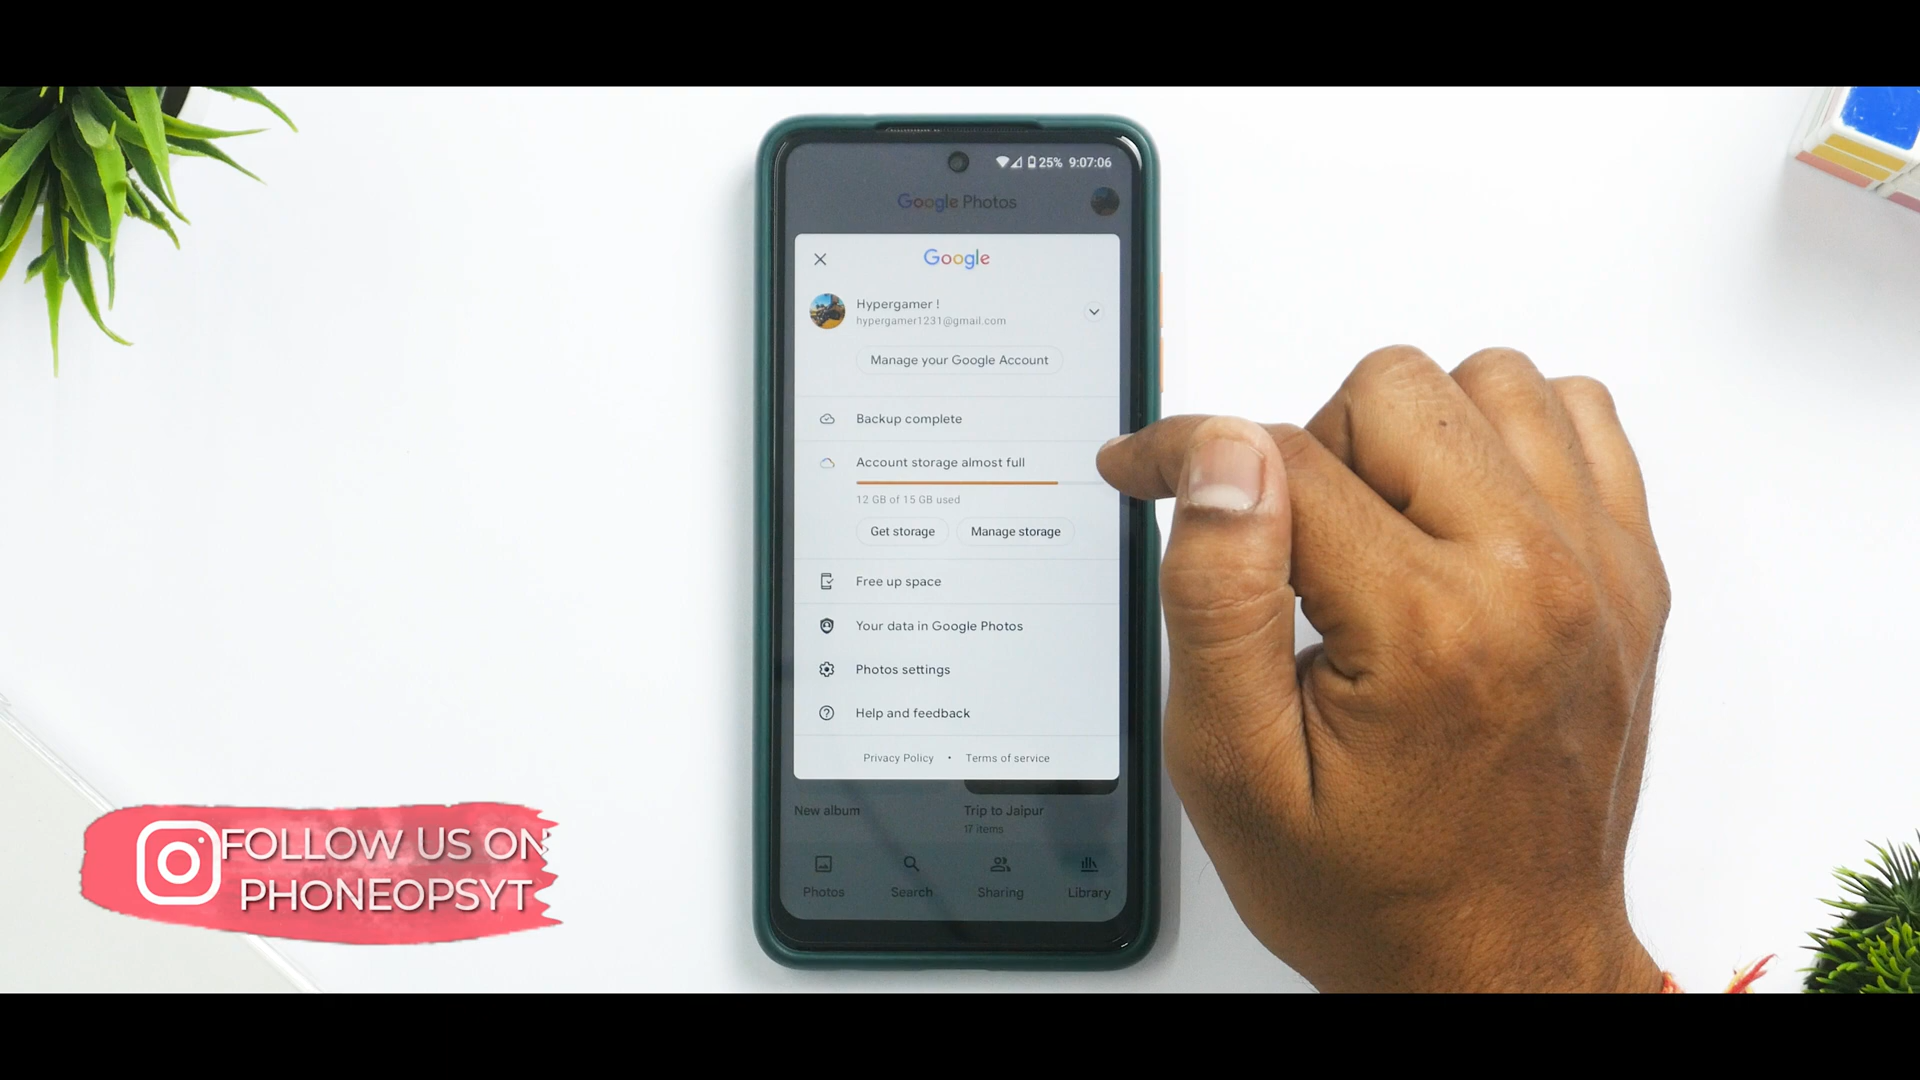 25% 9:07:06
Google Photos
Google
Hypergamer !
hypergamer1231@gmail.com
Manage your Google Account
Backup complete
Account storage almost full
12 GB of 15 GB used
Get storage Manage storage
Free up space
Your data in Google Photos
Photos settings
Help and feedback
Privacy Policy • Terms of service
New album Trip to Jaipur
17 items
Photos Search Sharing Library
FOLLOW US ON
PHONEOPSYT